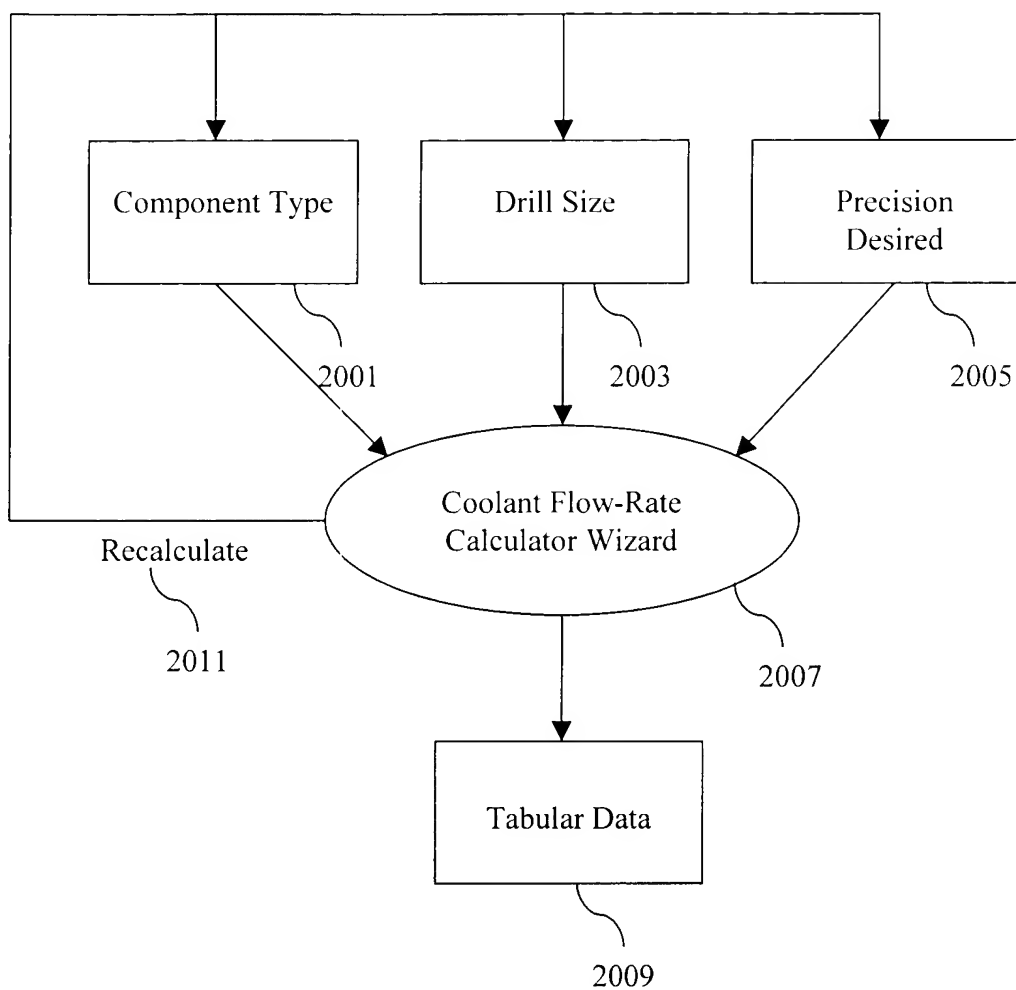 Component Type
Drill Size
Precision
Desired
2001
2003
2005
Coolant Flow-Rate
Calculator Wizard
Recalculate
2011
2007
Tabular Data
2009